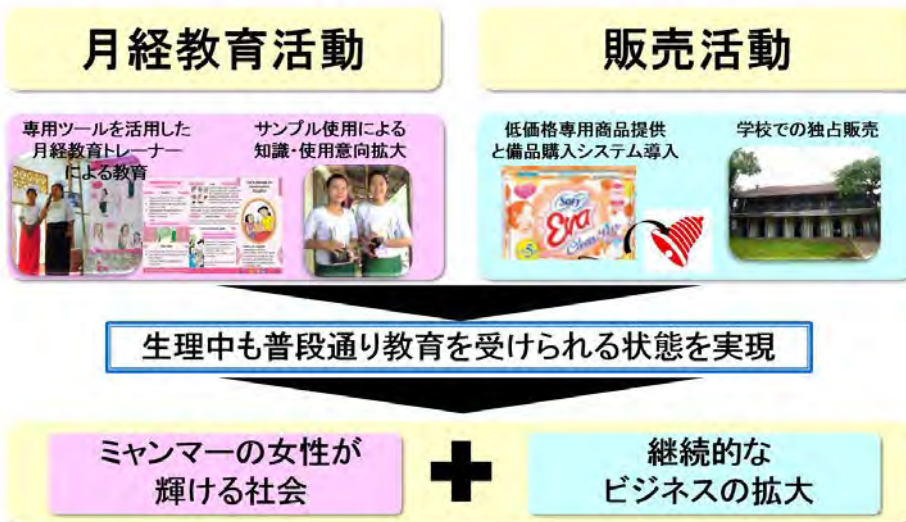 月経教育活動
販売活動
専用ツールを活用した
月経教育トレーナー
による教育
サンプル使用による
知識・使用意向拡大
低価格専用商品提供
と備品購入システム導入
学校での独占販売
Sofy
Eva
生理中も普段通り教育を受けられる状態を実現
ミャンマーの女性が
輝ける社会
継続的な
ビジネスの拡大